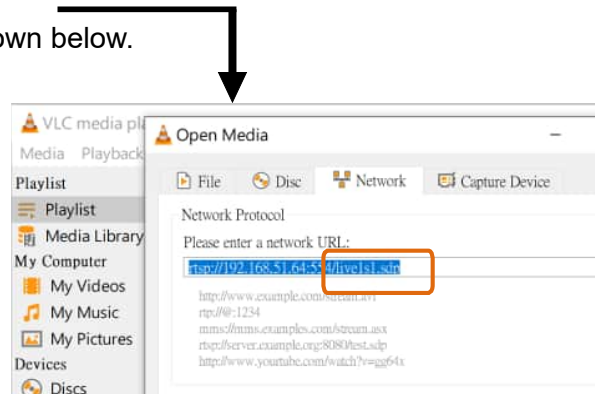 own below.
VLC media pl
Open Media
Media Playback
File Disc Network Capture Device
Playlist
Playlist
Media Library
My Computer
My Videos
My Music
My Pictures
Devices
Discs
Network Protocol
Please enter a network URL:
rtsp://192.168.51.64:554/live1s1.sdp
http://www.example.com/stream.avi
rtp://@:1234
mms://mms.examples.com/stream.asx
rtsp://server.example.org:8080/test.sdp
http://www.yourtube.com/watch?v=gg64x